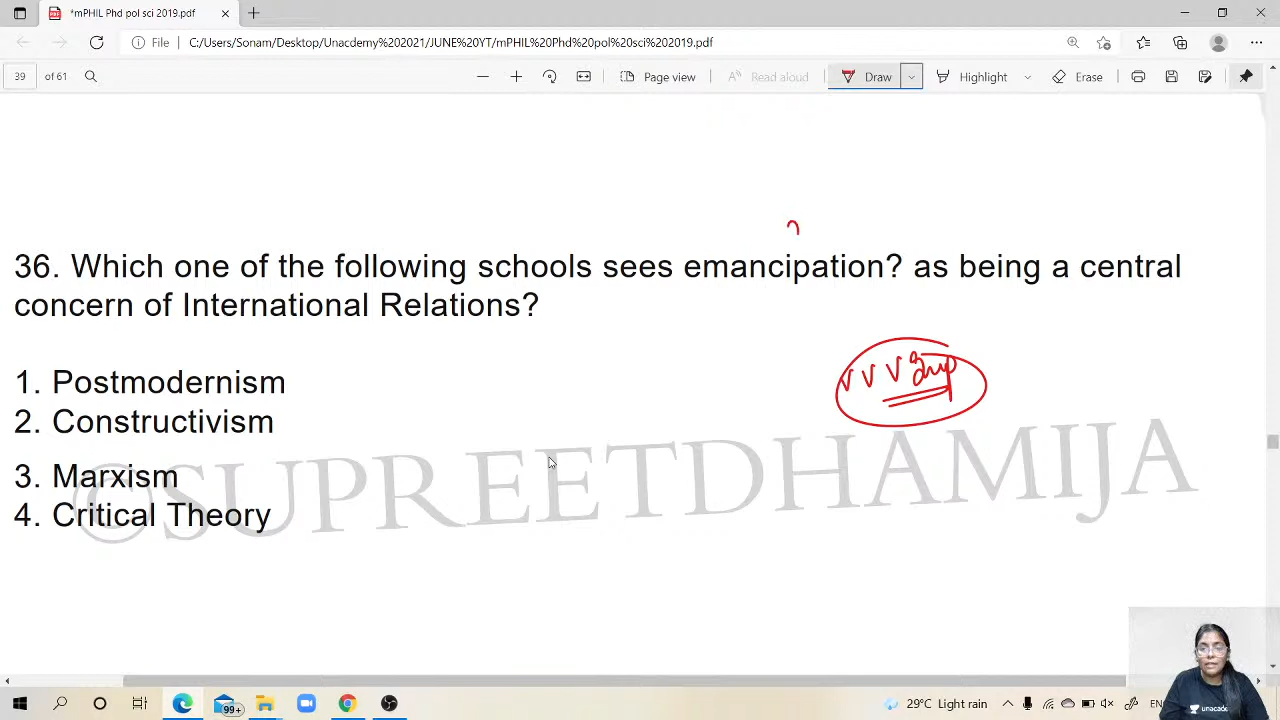 *mPHIL Phd pol sci 2019.pdf
File C:/Users/Sonam/Desktop/Unacdemy%202021/JUNE%20YT/mPHIL%20Phd%20pol%20sci%202019.pdf
39 of 61 Page view Read aloud Draw Highlight Erase
36. Which one of the following schools sees emancipation? as being a central
concern of International Relations?
V V V Imp
1. Postmodernism
2. Constructivism
3. Marxism
4. Critical Theory
©SUPREETDHAMIJA
unacade
99+ 29°C Light rain EN